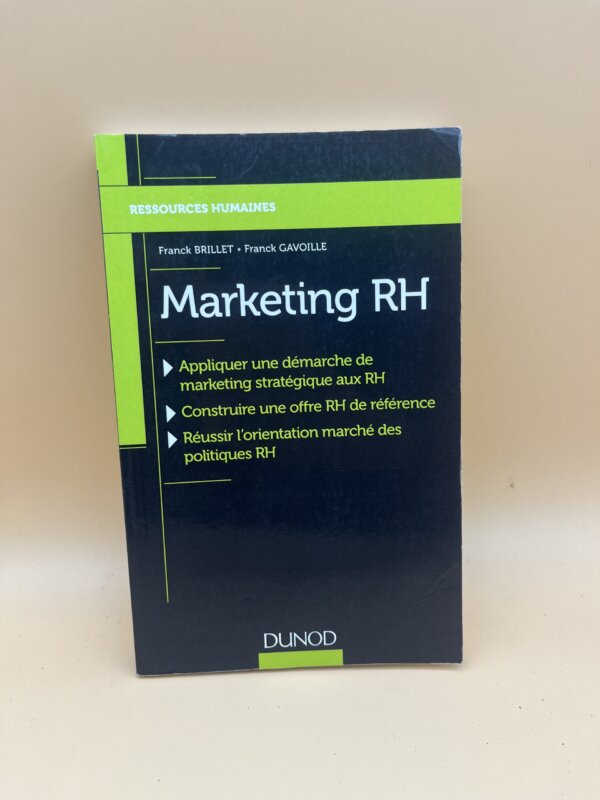 RESSOURCES HUMAINES
Franck BRILLET • Franck GAVOILLE
Marketing RH
Appliquer une démarche de
marketing stratégique aux RH
Construire une offre RH de référence
Réussir l'orientation marché des
politiques RH
DUNOD